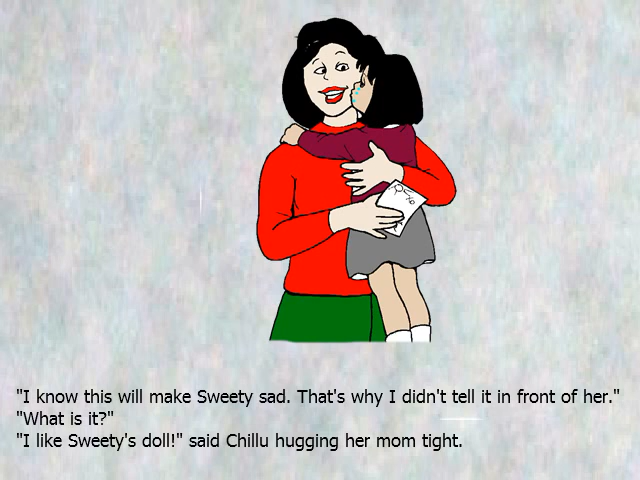 "I know this will make Sweety sad. That's why I didn't tell it in front of her."
"What is it?"
"I like Sweety's doll!" said Chillu hugging her mom tight.